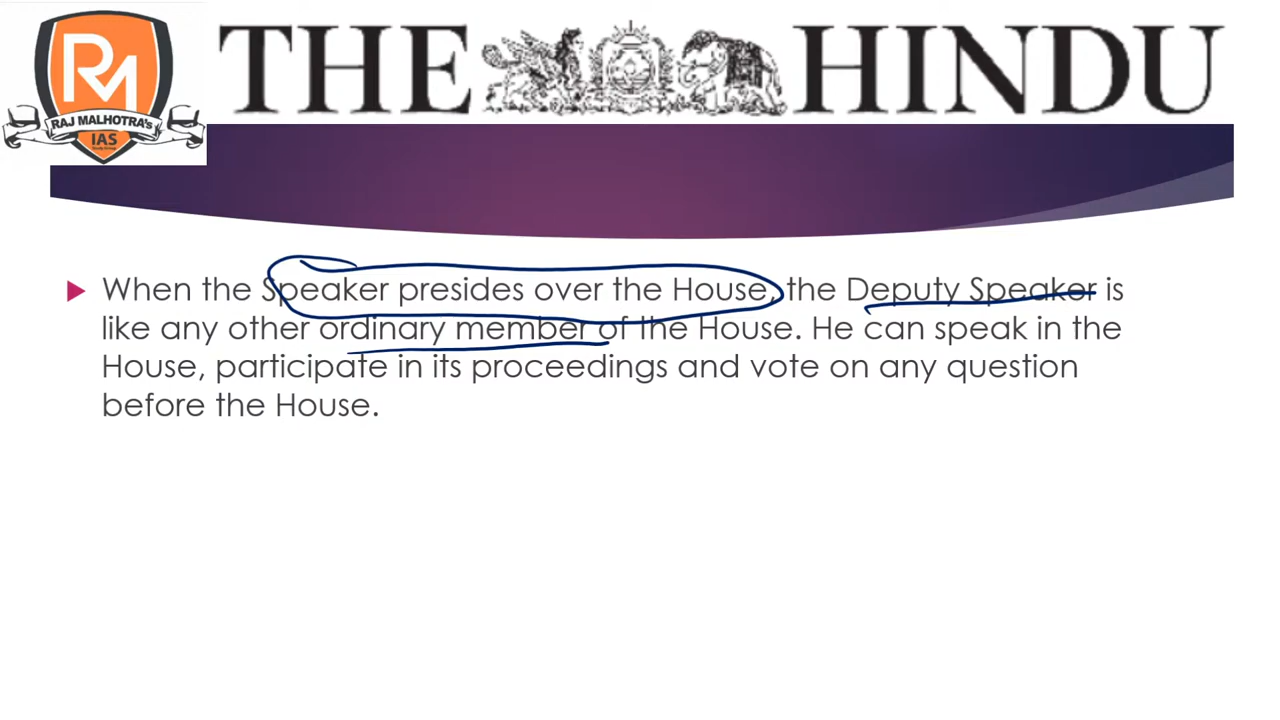 RM
RAJ MALHOTRA'S
IAS
THE HINDU
When the Speaker presides over the House, the Deputy Speaker is
like any other ordinary member of the House. He can speak in the
House, participate in its proceedings and vote on any question
before the House.